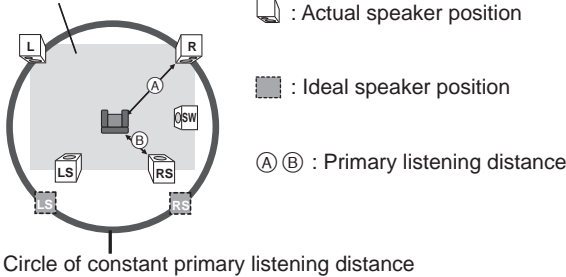 : Actual speaker position
L
R
A
: Ideal speaker position
SW
B
LS
RS
A B : Primary listening distance
LS
RS
Circle of constant primary listening distance